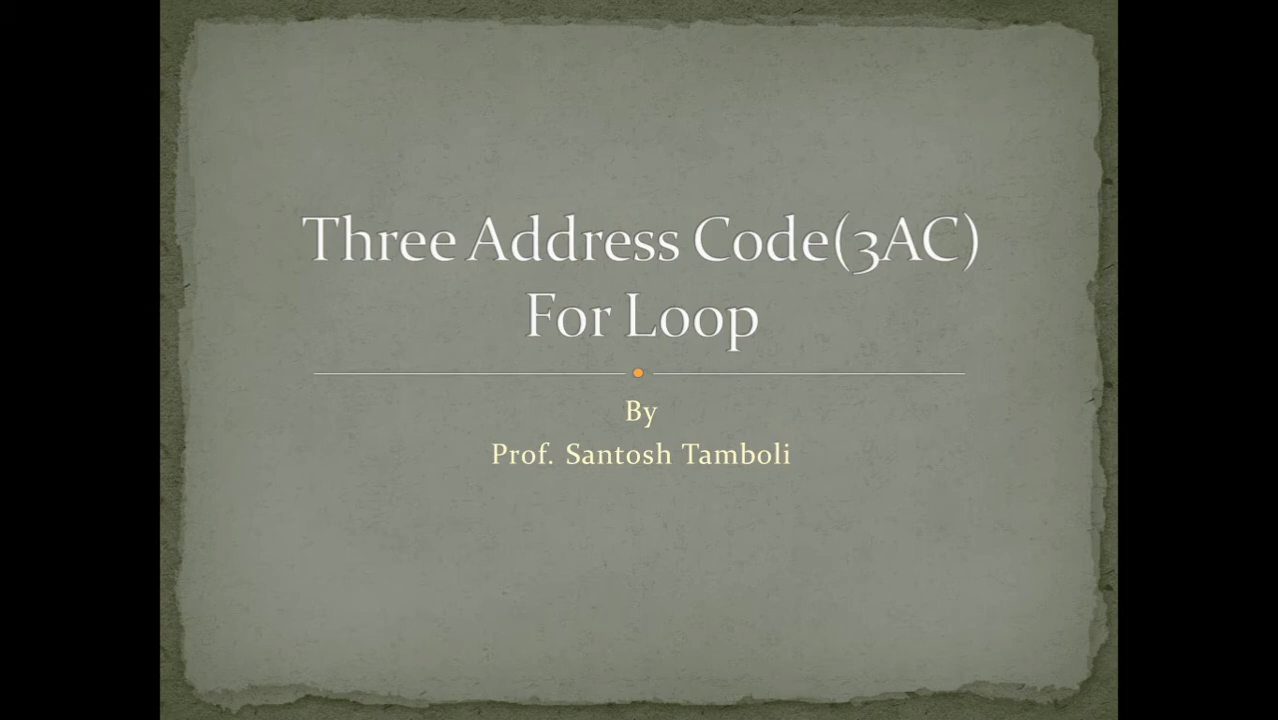 Three Address Code(3AC)
For Loop
By
Prof. Santosh Tamboli